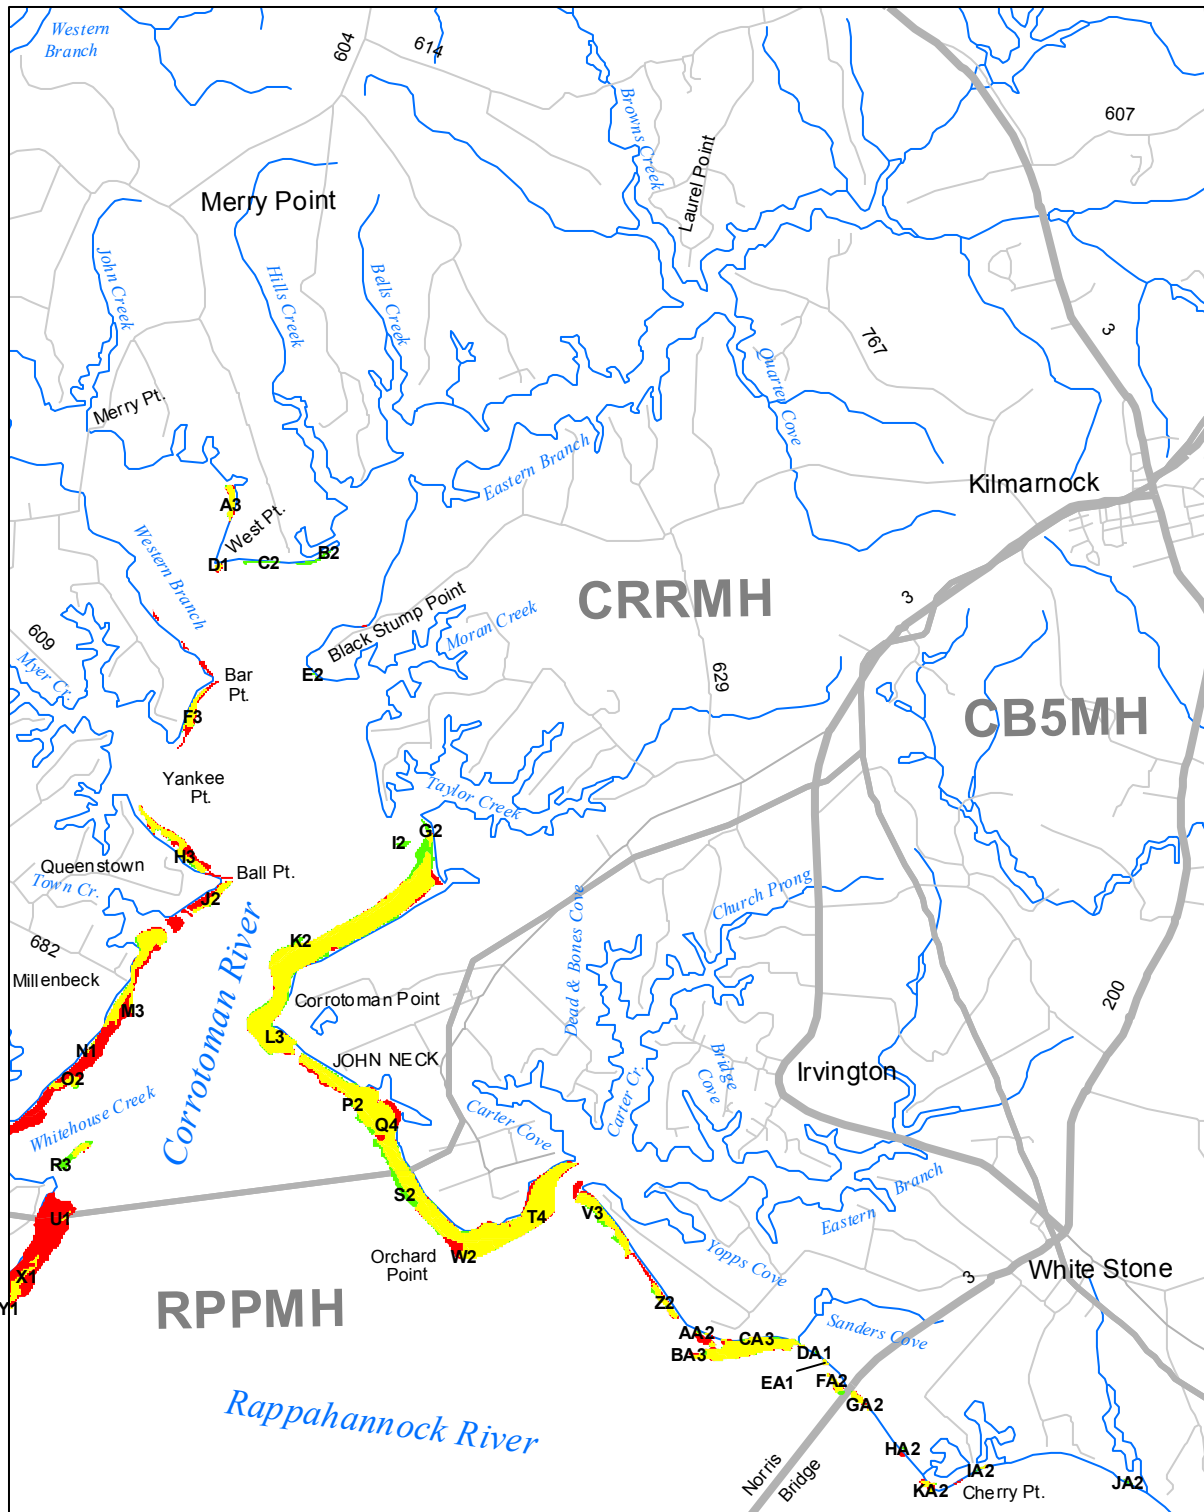 Western
Branch
604
614
607
Browns Creek
Laurel Point
Merry Point
John Creek
Hills Creek
Bells Creek
3
767
Quarter Cove
Merry Pt.
Eastern Branch
Kilmarnock
A3
West Pt.
D1
C2
B2
Western Branch
CRRMH
3
Black Stump Point
Moran Creek
609
Myer Cr.
E2
Bar
Pt.
629
F3
CB5MH
Yankee
Pt.
Taylor Creek
G2
I2
H3
Queenstown
Ball Pt.
Town Cr.
J2
Church Prong
Dead & Bones Cove
682
K2
Millenbeck
Corrotoman River
Corrotoman Point
200
M3
L3
N1
JOHN NECK
Bridge
Cove
Irvington
O2
Carter Cr.
P2
Whitehouse Creek
Carter Cove
Q4
R3
S2
Eastern Branch
U1
T4
V3
Orchard
Point
W2
Yopps Cove
White Stone
3
X1
Y1
RPPMH
Z2
Sanders Cove
AA2
CA3
BA3
DA1
EA1
FA2
GA2
Rappahannock River
HA2
Norris
Bridge
IA2
KA2
Cherry Pt.
JA2